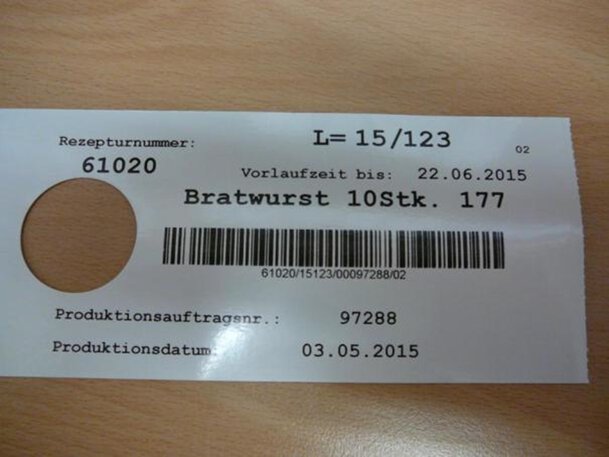 L= 15/123
Rezepturnummer:
02
61020
Vorlaufzeit bis: 22.06.2015
Bratwurst 10Stk. 177
61020/15123/00097288/02
Produktionsauftragsnr.: 97288
Produktionsdatum: 03.05.2015